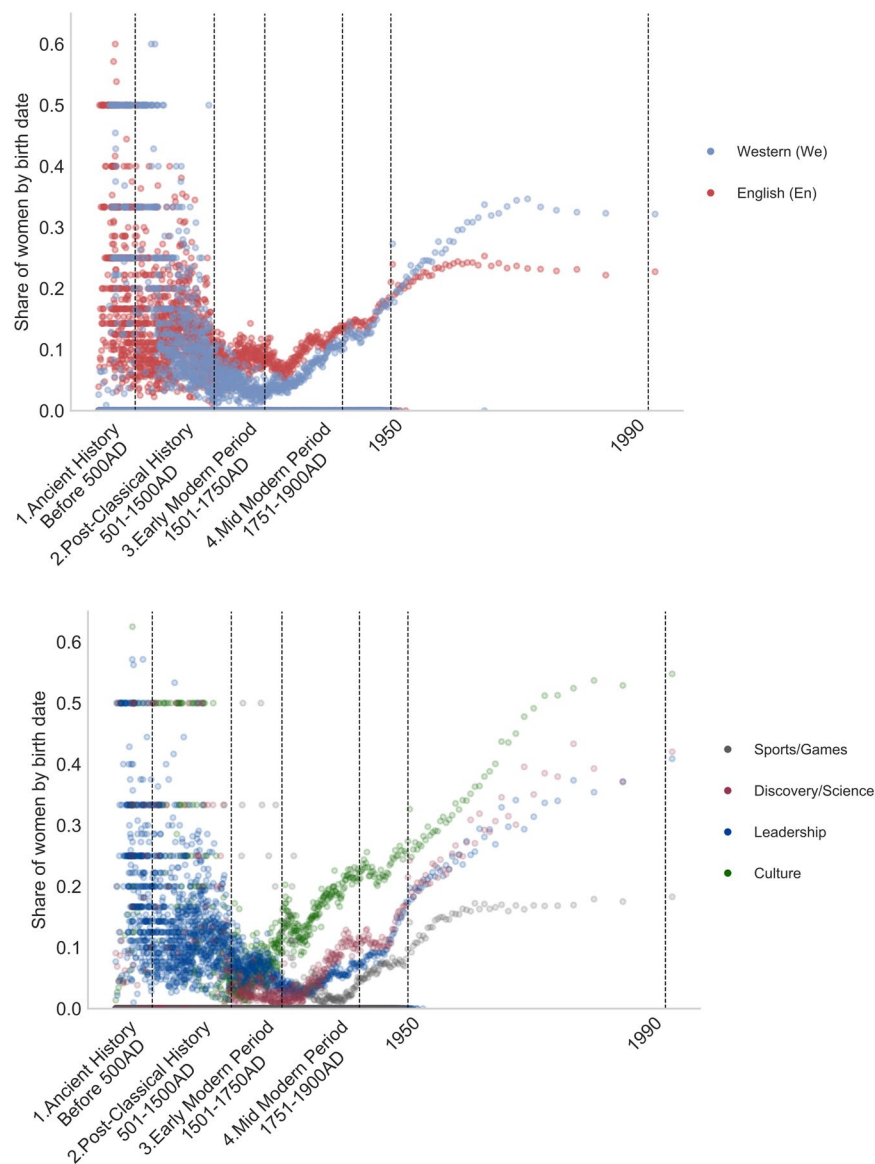 Share of women by birth date
0.6
0.5
0.4
0.3
0.2
0.1
0.0
1.Ancient History
Before 500AD
2.Post-Classical History
501-1500AD
3.Early Modern Period
1501-1750AD
4.Mid Modern Period
1751-1900AD
1950
1990
Western (We)
English (En)
Share of women by birth date
0.6
0.5
0.4
0.3
0.2
0.1
0.0
1.Ancient History
Before 500AD
2.Post-Classical History
501-1500AD
3.Early Modern Period
1501-1750AD
4.Mid Modern Period
1751-1900AD
1950
1990
Sports/Games
Discovery/Science
Leadership
Culture